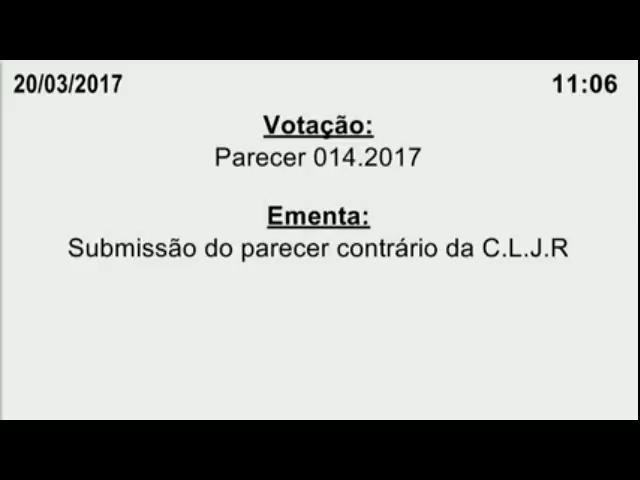 20/03/2017 11:06
Votação:
Parecer 014.2017
Ementa:
Submissão do parecer contrário da C.L.J.R